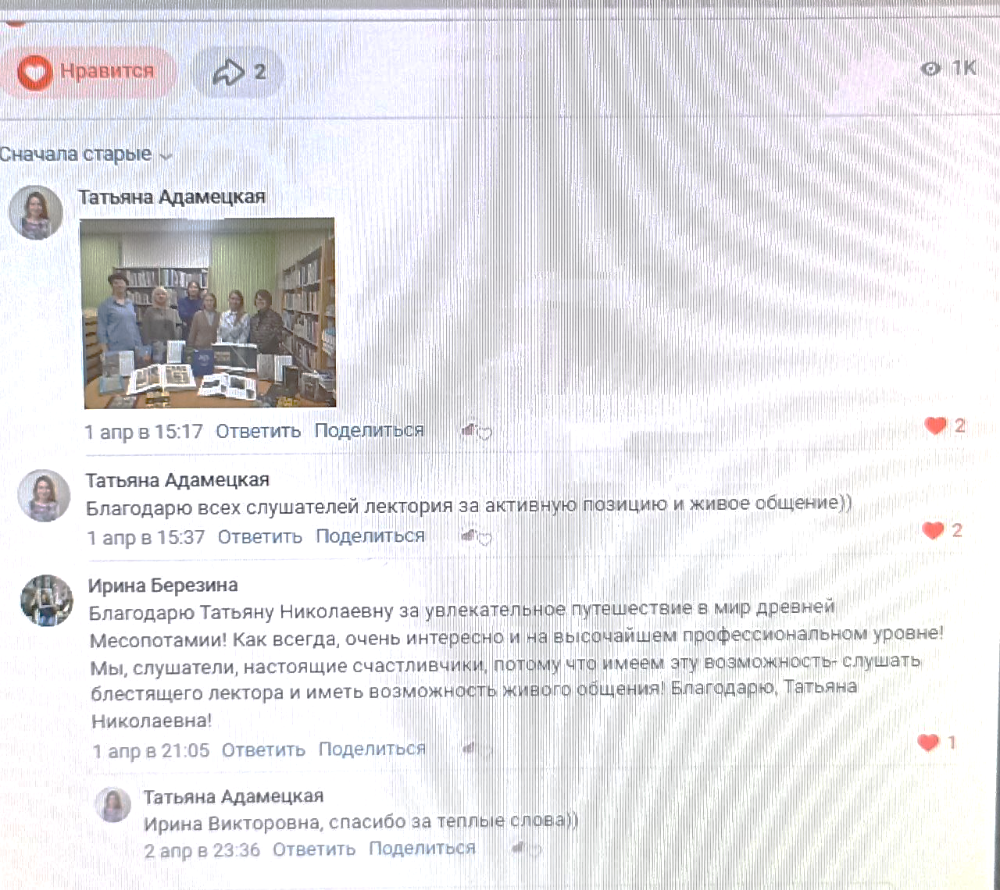 Нравится
2
1K
Сначала старые
Татьяна Адамецкая
1 апр в 15:17 Ответить Поделиться
2
Татьяна Адамецкая
Благодарю всех слушателей лектория за активную позицию и живое общение))
1 апр в 15:37 Ответить Поделиться
2
Ирина Березина
Благодарю Татьяну Николаевну за увлекательное путешествие в мир древней
Месопотамии! Как всегда, очень интересно и на высочайшем профессиональном уровне!
Мы, слушатели, настоящие счастливчики, потому что имеем эту возможность- слушать
блестящего лектора и иметь возможность живого общения! Благодарю, Татьяна
Николаевна!
1 апр в 21:05 Ответить Поделиться
1
Татьяна Адамецкая
Ирина Викторовна, спасибо за теплые слова))
2 апр в 23:36 Ответить Поделиться